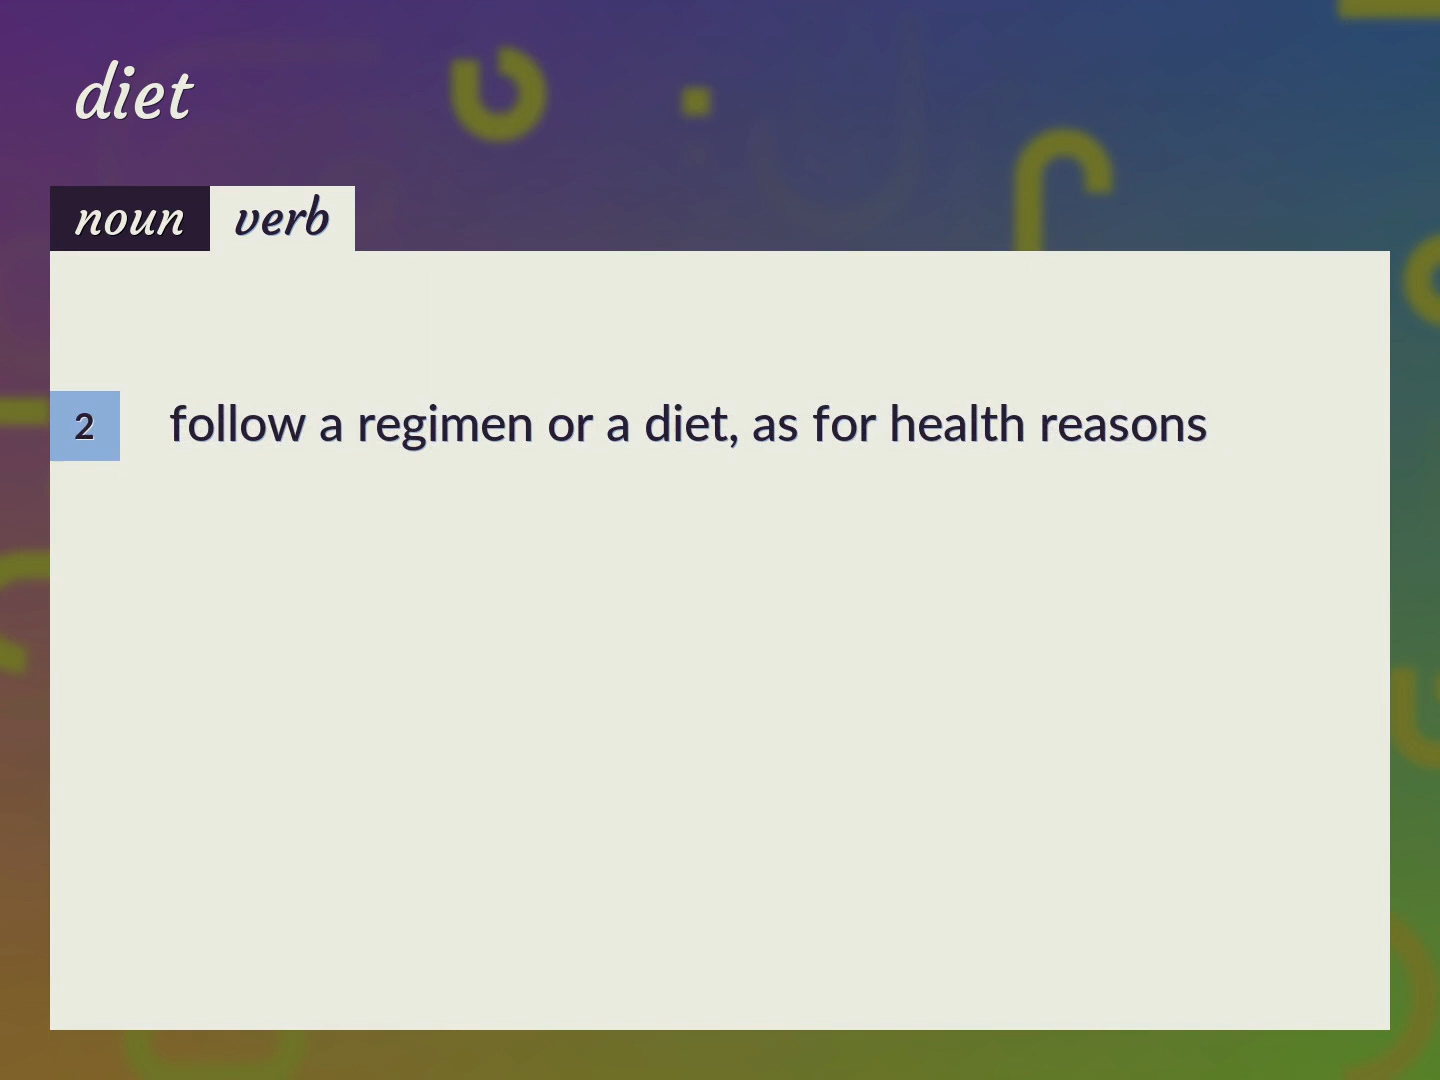 diet
noun verb
2 follow a regimen or a diet, as for health reasons